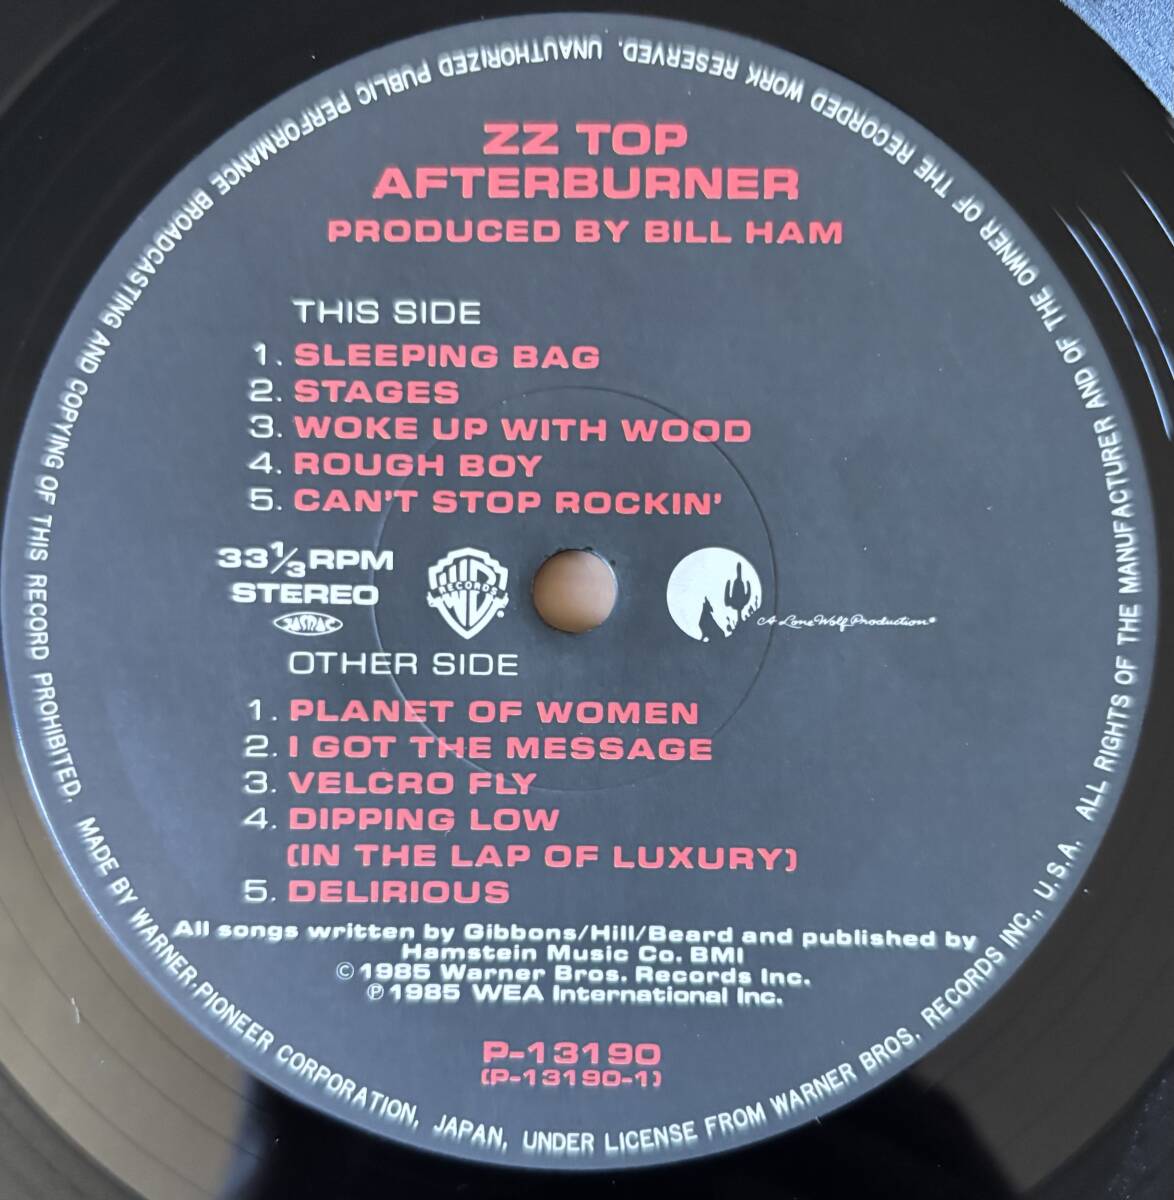 ZZ TOP
AFTERBURNER
PRODUCED BY BILL HAM
THIS SIDE
1. SLEEPING BAG
2. STAGES
3. WOKE UP WITH WOOD
4. ROUGH BOY
5. CAN'T STOP ROCKIN'
33⅓ RPM
STEREO
JASRAC
RECORDS
A Lone Wolf Production®
OTHER SIDE
1. PLANET OF WOMEN
2. I GOT THE MESSAGE
3. VELCRO FLY
4. DIPPING LOW
(IN THE LAP OF LUXURY)
5. DELIRIOUS
All songs written by Gibbons/Hill/Beard and published by
Hamstein Music Co. BMI
© 1985 Warner Bros. Records Inc.
℗ 1985 WEA International Inc.
P-13190
(P-13190-1)
ALL RIGHTS OF THE MANUFACTURER AND OF THE OWNER OF THE RECORDED WORK RESERVED. UNAUTHORIZED PUBLIC PERFORMANCE BROADCASTING AND COPYING OF THIS RECORD PROHIBITED. MADE BY WARNER-PIONEER CORPORATION, JAPAN, UNDER LICENSE FROM WARNER BROS. RECORDS INC., U.S.A.